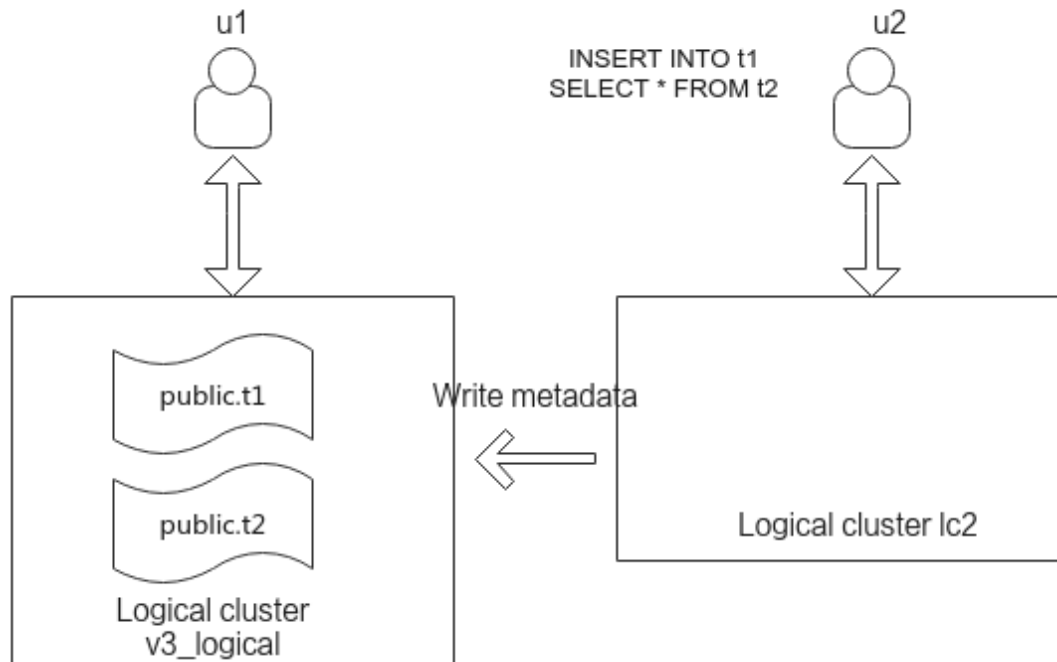 u1
u2
INSERT INTO t1
SELECT * FROM t2
public.t1
Write metadata
public.t2
Logical cluster lc2
Logical cluster
v3_logical